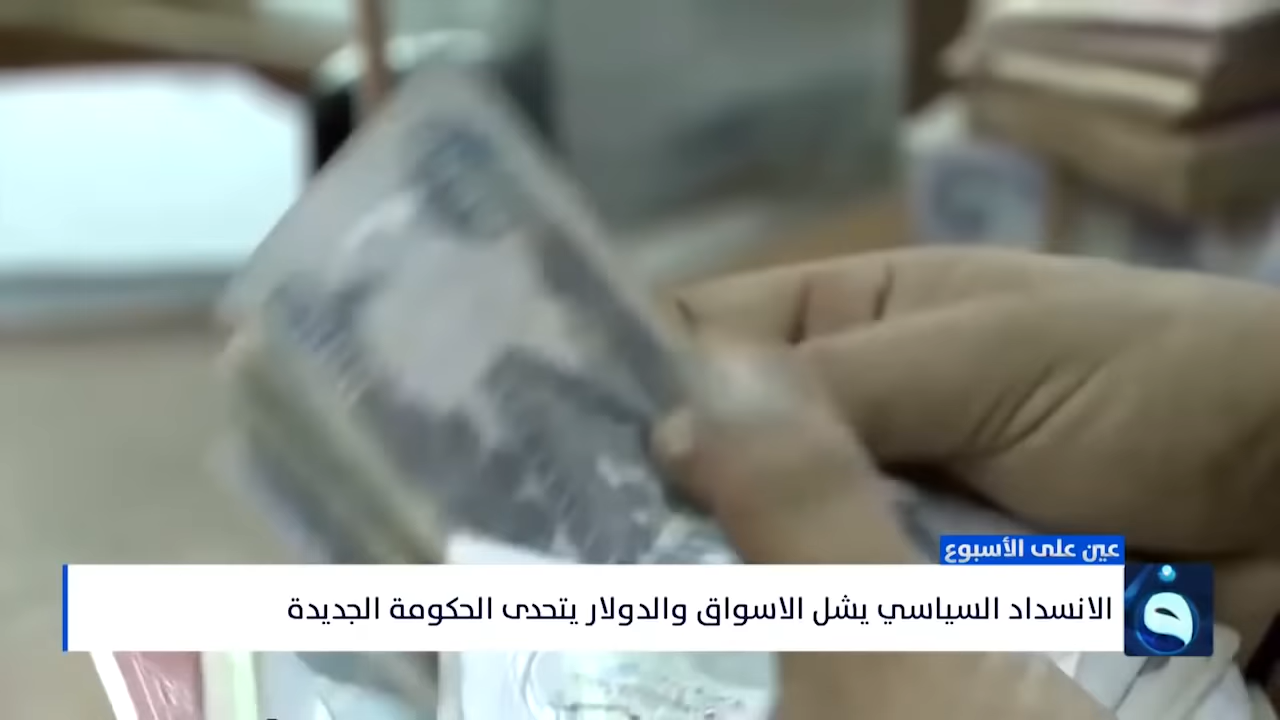 عين على الأسبوع
الانسداد السياسي يشل الاسواق والدولار يتحدى الحكومة الجديدة